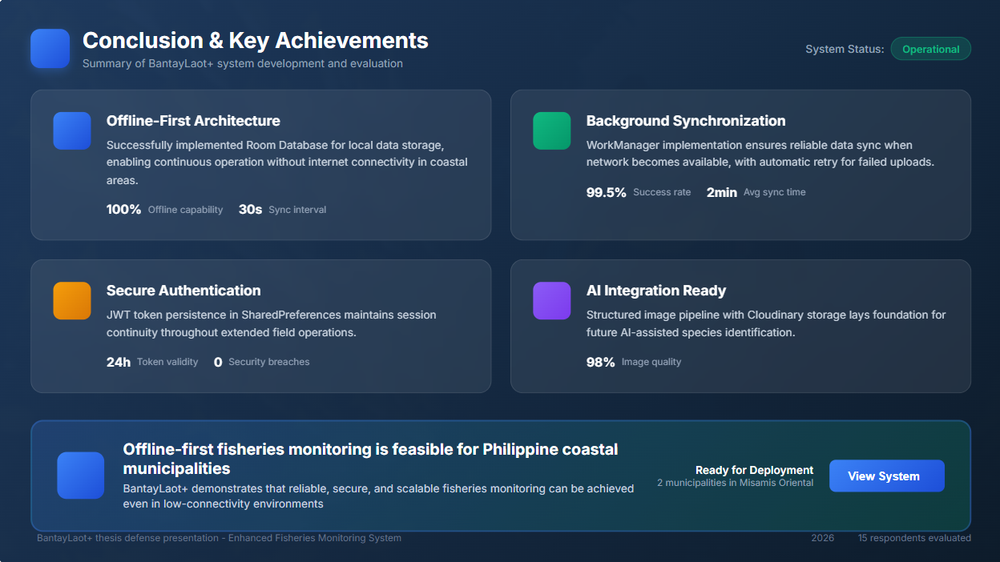 Conclusion & Key Achievements
Summary of BantayLaot+ system development and evaluation
System Status: Operational
Offline-First Architecture
Successfully implemented Room Database for local data storage,
enabling continuous operation without internet connectivity in coastal
areas.
100% Offline capability 30s Sync interval
Background Synchronization
WorkManager implementation ensures reliable data sync when
network becomes available, with automatic retry for failed uploads.
99.5% Success rate 2min Avg sync time
Secure Authentication
JWT token persistence in SharedPreferences maintains session
continuity throughout extended field operations.
24h Token validity 0 Security breaches
AI Integration Ready
Structured image pipeline with Cloudinary storage lays foundation for
future AI-assisted species identification.
98% Image quality
Offline-first fisheries monitoring is feasible for Philippine coastal
municipalities
BantayLaot+ demonstrates that reliable, secure, and scalable fisheries monitoring can be achieved
even in low-connectivity environments
Ready for Deployment
2 municipalities in Misamis Oriental
View System
BantayLaot+ thesis defense presentation - Enhanced Fisheries Monitoring System
2026 15 respondents evaluated